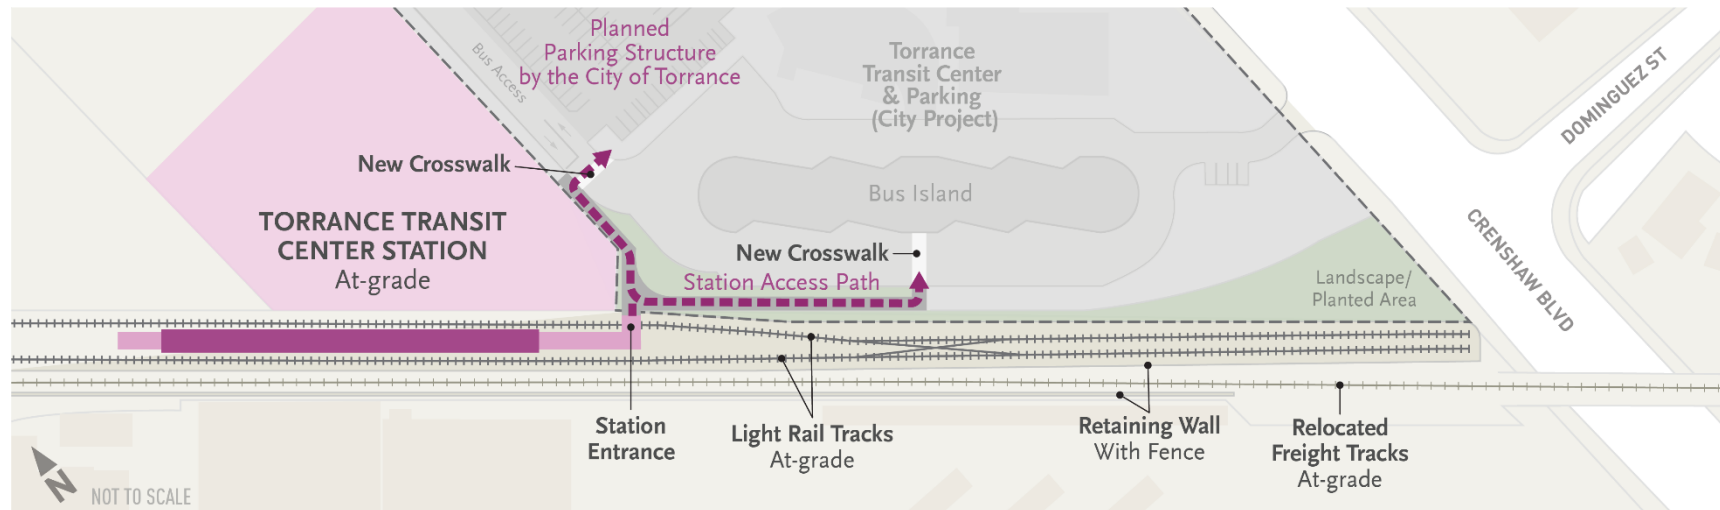 Planned
Parking Structure
by the City of Torrance
Bus Access
Torrance
Transit Center
& Parking
(City Project)
DOMINGUEZ ST
New Crosswalk
Bus Island
TORRANCE TRANSIT
CENTER STATION
At-grade
New Crosswalk
Station Access Path
CRENSHAW BLVD
Landscape/
Planted Area
Station
Entrance
Light Rail Tracks
At-grade
Retaining Wall
With Fence
Relocated
Freight Tracks
At-grade
N
NOT TO SCALE